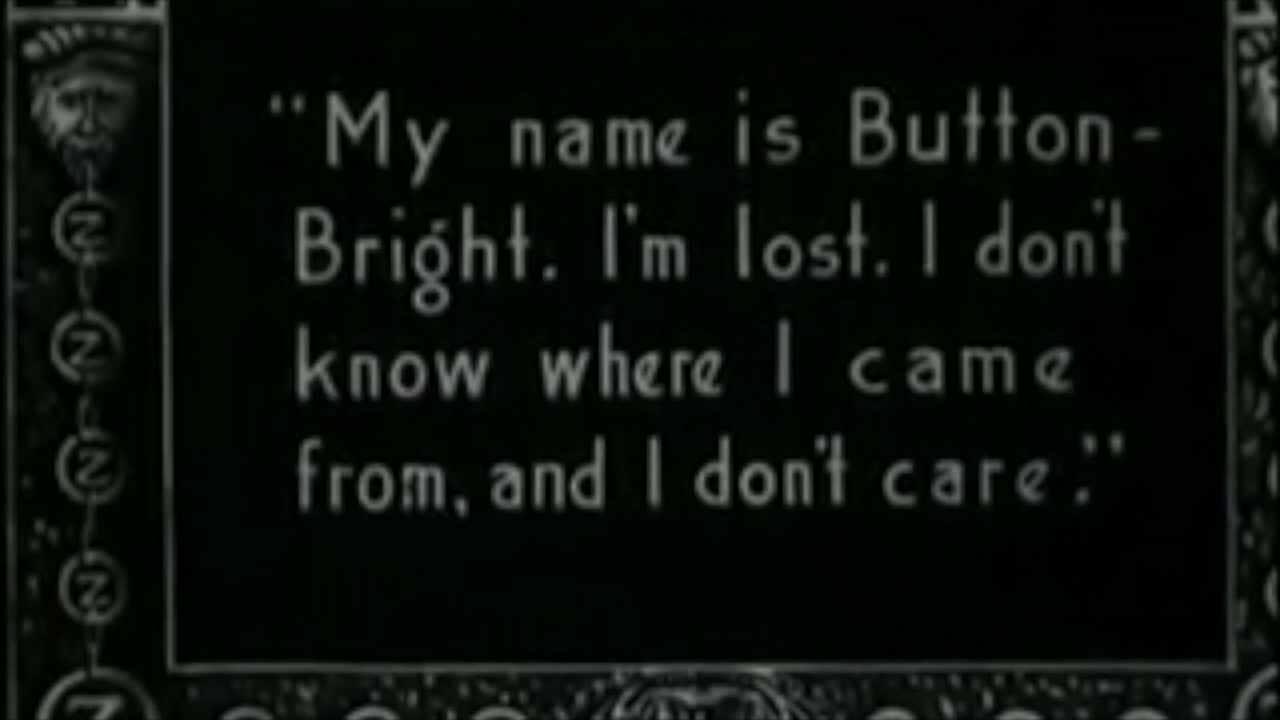 "My name is Button-
Bright. I'm lost. I don't
know where I came
from, and I don't care."
Z
Z
Z
Z
Z